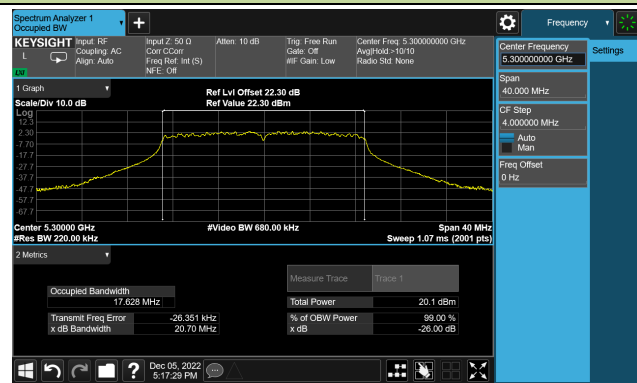 Spectrum Analyzer 1
Occupied BW
Frequency
KEYSIGHT
L
LXI
Input: RF
Coupling: AC
Align: Auto
Input Z: 50 Ω
Corr CCorr
Freq Ref: Int (S)
NFE: Off
Atten: 10 dB
Trig: Free Run
Gate: Off
#IF Gain: Low
Center Freq: 5.300000000 GHz
Avg|Hold:>10/10
Radio Std: None
Center Frequency
5.300000000 GHz
Settings
Span
40.000 MHz
CF Step
4.000000 MHz
Auto
Man
Freq Offset
0 Hz
1 Graph
Scale/Div 10.0 dB
Ref Lvl Offset 22.30 dB
Ref Value 22.30 dBm
Log
12.3
2.30
-7.70
-17.7
-27.7
-37.7
-47.7
-57.7
-67.7
Center 5.30000 GHz
#Video BW 680.00 kHz
Span 40 MHz
#Res BW 220.00 kHz
Sweep 1.07 ms (2001 pts)
2 Metrics
Measure Trace
Trace 1
Occupied Bandwidth
17.628 MHz
Total Power
20.1 dBm
Transmit Freq Error
-26.351 kHz
% of OBW Power
99.00 %
x dB Bandwidth
20.70 MHz
x dB
-26.00 dB
Dec 05, 2022
5:17:29 PM